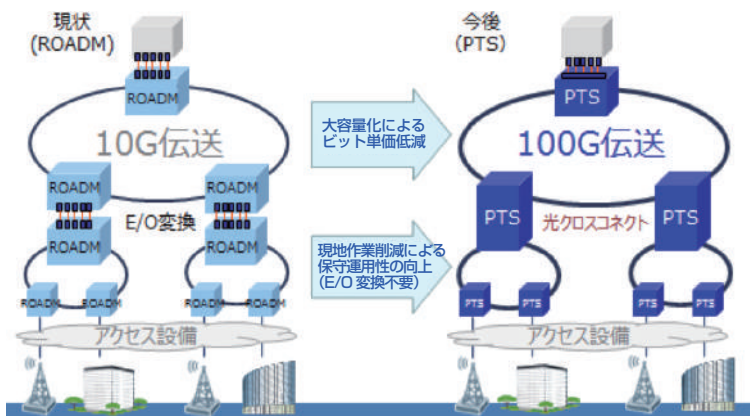 現状
(ROADM)
ROADM
10G伝送
ROADM
ROADM
E/O変換
ROADM
ROADM
ROADM
ROADM
ROADM
ROADM
アクセス設備
大容量化による
ビット単価低減
現地作業削減による
保守運用性の向上
(E/O 変換不要)
今後
(PTS)
PTS
100G伝送
PTS
光クロスコネクト
PTS
PTS
PTS
PTS
PTS
アクセス設備